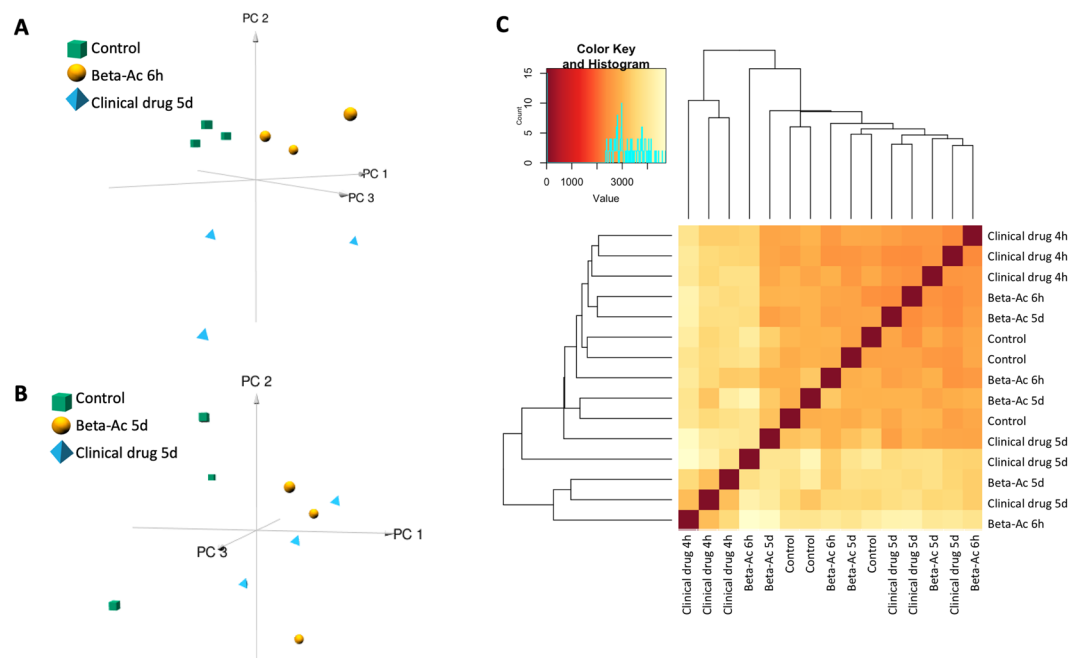 A
Control
Beta-Ac 6h
Clinical drug 5d
PC 2
PC 1
PC 3
B
Control
Beta-Ac 5d
Clinical drug 5d
PC 2
PC 1
PC 3
C
Color Key
and Histogram
Count
0 5 10 15
0 1000 3000
Value
Clinical drug 4h
Clinical drug 4h
Clinical drug 4h
Beta-Ac 6h
Beta-Ac 5d
Control
Control
Beta-Ac 6h
Beta-Ac 5d
Control
Clinical drug 5d
Clinical drug 5d
Beta-Ac 5d
Clinical drug 5d
Beta-Ac 6h
Clinical drug 4h
Clinical drug 4h
Clinical drug 4h
Beta-Ac 6h
Beta-Ac 5d
Control
Control
Beta-Ac 6h
Beta-Ac 5d
Control
Clinical drug 5d
Clinical drug 5d
Beta-Ac 5d
Clinical drug 5d
Beta-Ac 6h